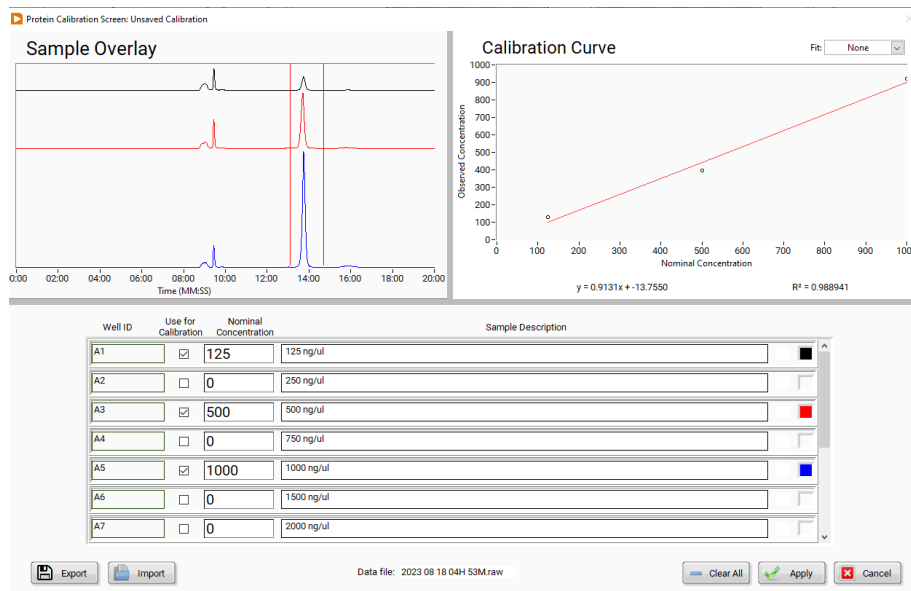 Protein Calibration Screen: Unsaved Calibration
Sample Overlay
0:00 02:00 04:00 06:00 08:00 10:00 12:00 14:00 16:00 18:00 20:00
Time (MM:SS)
Calibration Curve
Fit: None
1000
900
800
700
600
500
400
300
200
100
0
Observed Concentration
0 100 200 300 400 500 600 700 800 900 100
Nominal Concentration
y = 0.9131x + -13.7550 R² = 0.988941
Well ID Use for Calibration Nominal Concentration Sample Description
A1 125 125 ng/ul
A2 0 250 ng/ul
A3 500 500 ng/ul
A4 0 750 ng/ul
A5 1000 1000 ng/ul
A6 0 1500 ng/ul
A7 0 2000 ng/ul
Export Import Data file: 2023 08 18 04H 53M.raw Clear All Apply Cancel